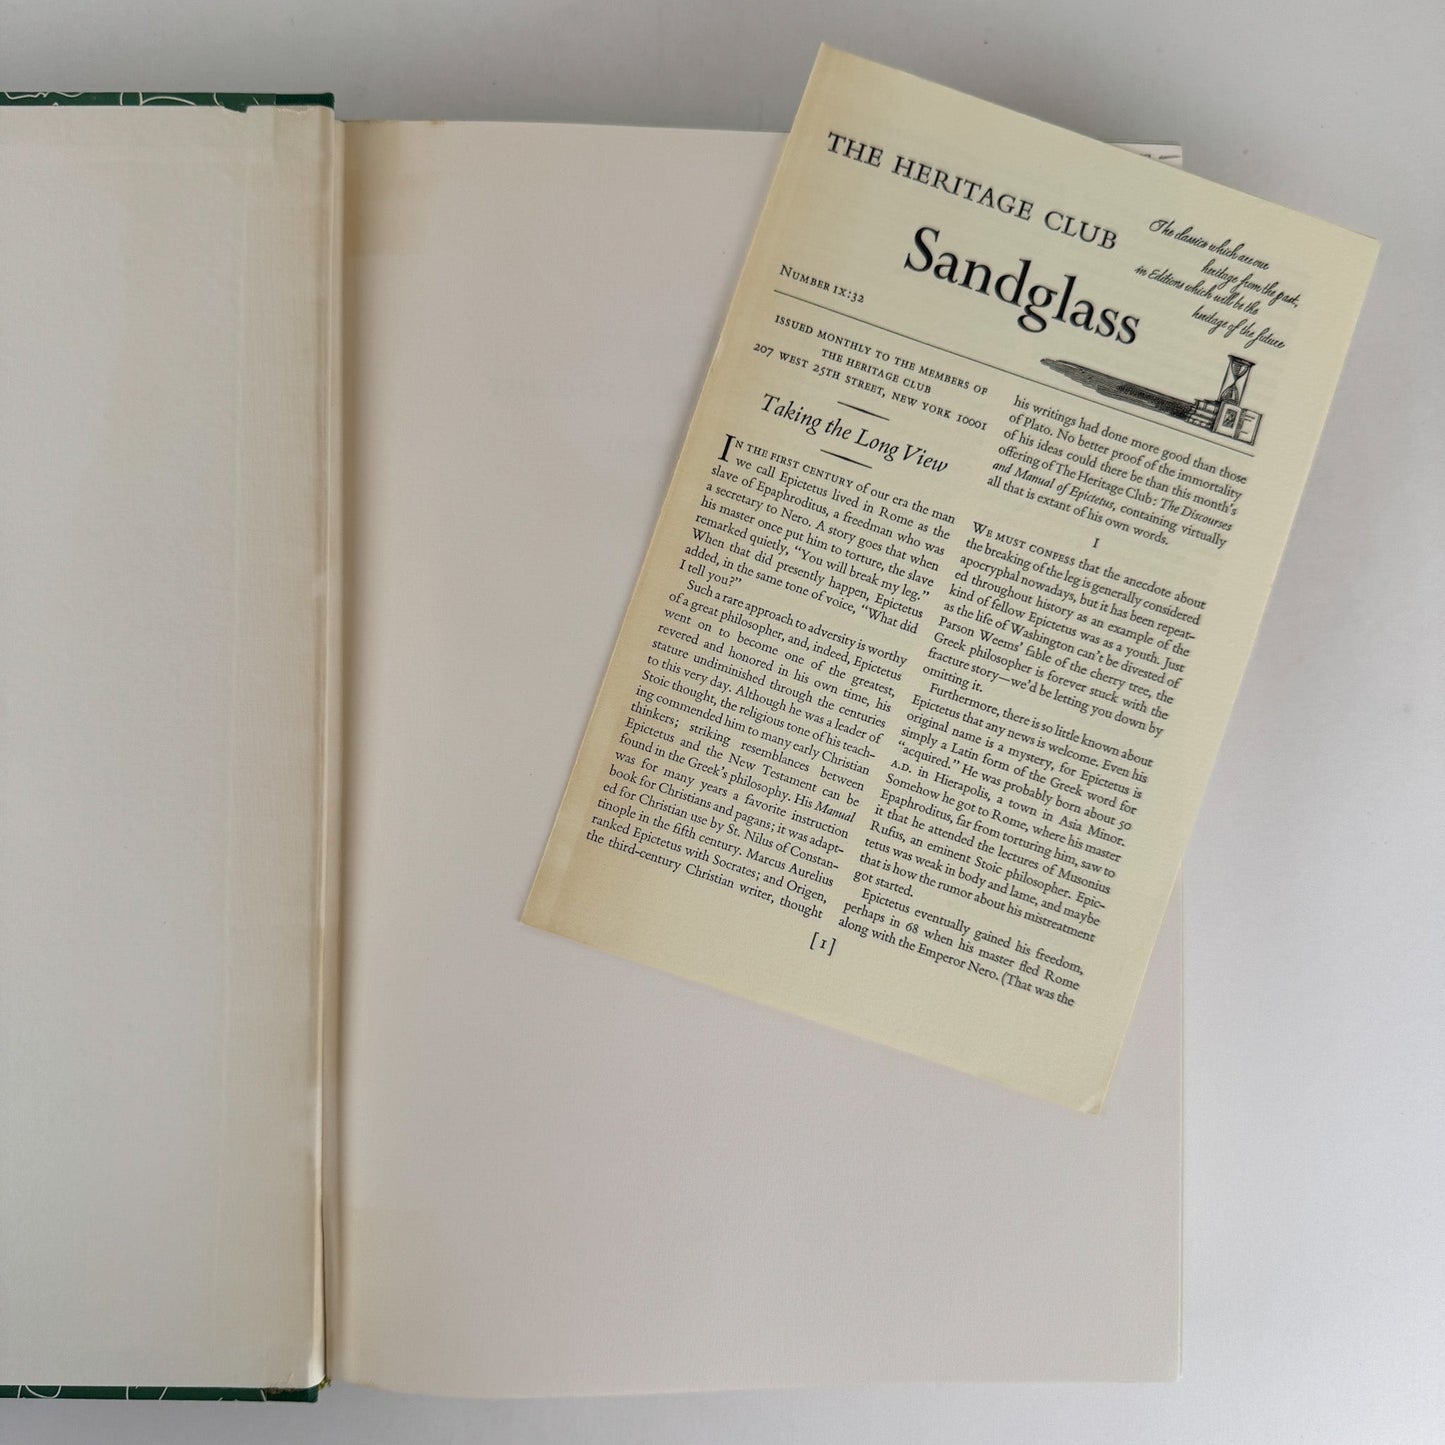 THE HERITAGE CLUB
Sandglass
The classics which are our
heritage from the past,
in Editions which will be the
heritage of the future
NUMBER IX:32
ISSUED MONTHLY TO THE MEMBERS OF
THE HERITAGE CLUB
207 WEST 25TH STREET, NEW YORK 10001
Taking the Long View
IN THE FIRST CENTURY of our era the man
we call Epictetus lived in Rome as the
slave of Epaphroditus, a freedman who was
a secretary to Nero. A story goes that when
his master once put him to torture, the slave
remarked quietly, “You will break my leg.”
When that did presently happen, Epictetus
added, in the same tone of voice, “What did
I tell you?”
Such a rare approach to adversity is worthy
of a great philosopher, and, indeed, Epictetus
went on to become one of the greatest,
revered and honored in his own time, his
stature undiminished through the centuries
to this very day. Although he was a leader of
Stoic thought, the religious tone of his teach-
ing commended him to many early Christian
thinkers; striking resemblances between
Epictetus and the New Testament can be
found in the Greek's philosophy. His Manual
was for many years a favorite instruction
book for Christians and pagans; it was adapt-
ed for Christian use by St. Nilus of Constan-
tinople in the fifth century. Marcus Aurelius
ranked Epictetus with Socrates; and Origen,
the third-century Christian writer, thought
his writings had done more good than those
of Plato. No better proof of the immortality
of his ideas could there be than this month's
offering of The Heritage Club: The Discourses
and Manual of Epictetus, containing virtually
all that is extant of his own words.
I
WE MUST CONFESS that the anecdote about
the breaking of the leg is generally considered
apocryphal nowadays, but it has been repeat-
ed throughout history as an example of the
kind of fellow Epictetus was as a youth. Just
as the life of Washington can't be divested of
Parson Weems' fable of the cherry tree, the
Greek philosopher is forever stuck with the
fracture story—we'd be letting you down by
omitting it.
Furthermore, there is so little known about
Epictetus that any news is welcome. Even his
original name is a mystery, for Epictetus is
simply a Latin form of the Greek word for
“acquired.” He was probably born about 50
A.D. in Hierapolis, a town in Asia Minor.
Somehow he got to Rome, where his master
Epaphroditus, far from torturing him, saw to
it that he attended the lectures of Musonius
Rufus, an eminent Stoic philosopher. Epic-
tetus was weak in body and lame, and maybe
that is how the rumor about his mistreatment
got started.
Epictetus eventually gained his freedom,
perhaps in 68 when his master fled Rome
along with the Emperor Nero. (That was the
[1]